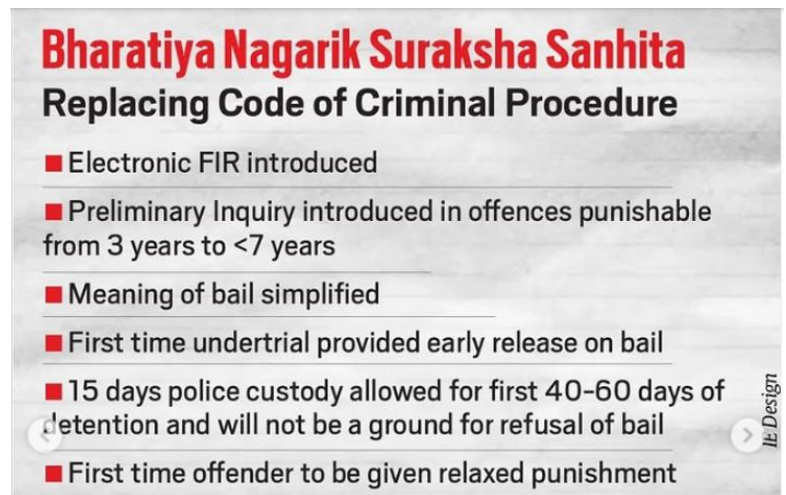 Bharatiya Nagarik Suraksha Sanhita
Replacing Code of Criminal Procedure
Electronic FIR introduced
Preliminary Inquiry introduced in offences punishable
from 3 years to <7 years
Meaning of bail simplified
First time undertrial provided early release on bail
15 days police custody allowed for first 40-60 days of
detention and will not be a ground for refusal of bail
First time offender to be given relaxed punishment
IE Design